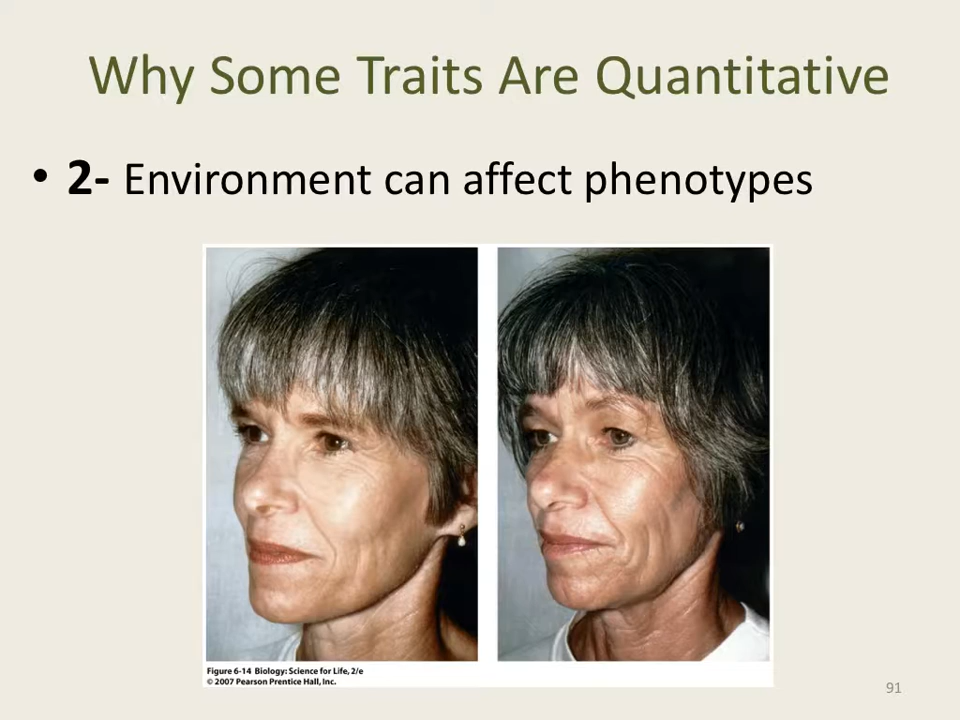 Why Some Traits Are Quantitative
• 2- Environment can affect phenotypes
Figure 6-14 Biology: Science for Life, 2/e
© 2007 Pearson Prentice Hall, Inc.
91